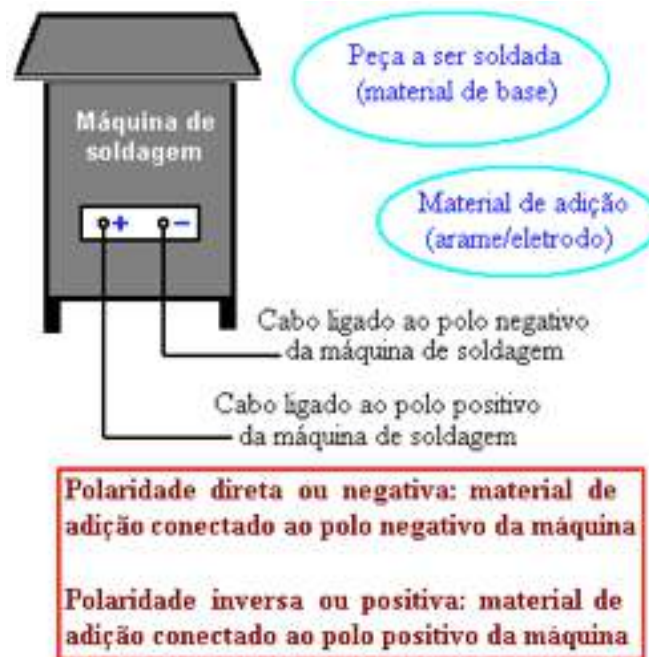 Peça a ser soldada
(material de base)
Máquina de
soldagem
Material de adição
(arame/eletrodo)
+ −
Cabo ligado ao polo negativo
da máquina de soldagem
Cabo ligado ao polo positivo
da máquina de soldagem
Polaridade direta ou negativa: material de
adição conectado ao polo negativo da máquina
Polaridade inversa ou positiva: material de
adição conectado ao polo positivo da máquina